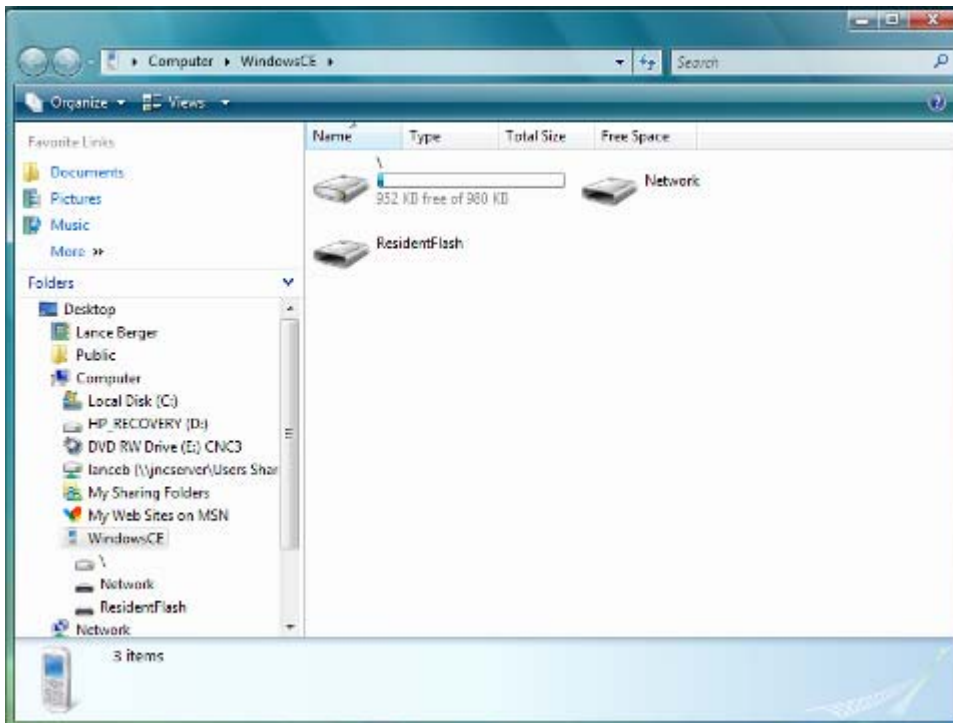 Computer WindowsCE
Search
Organize Views
Favorite Links
Documents
Pictures
Music
More »
Folders
Desktop
Lance Berger
Public
Computer
Local Disk (C:)
HP_RECOVERY (D:)
DVD RW Drive (E:) CNC3
lanceb (\\jncserver\Users Shar
My Sharing Folders
My Web Sites on MSN
WindowsCE
\
Network
ResidentFlash
Network
Name Type Total Size Free Space
\
952 KB free of 980 KB
Network
ResidentFlash
3 items